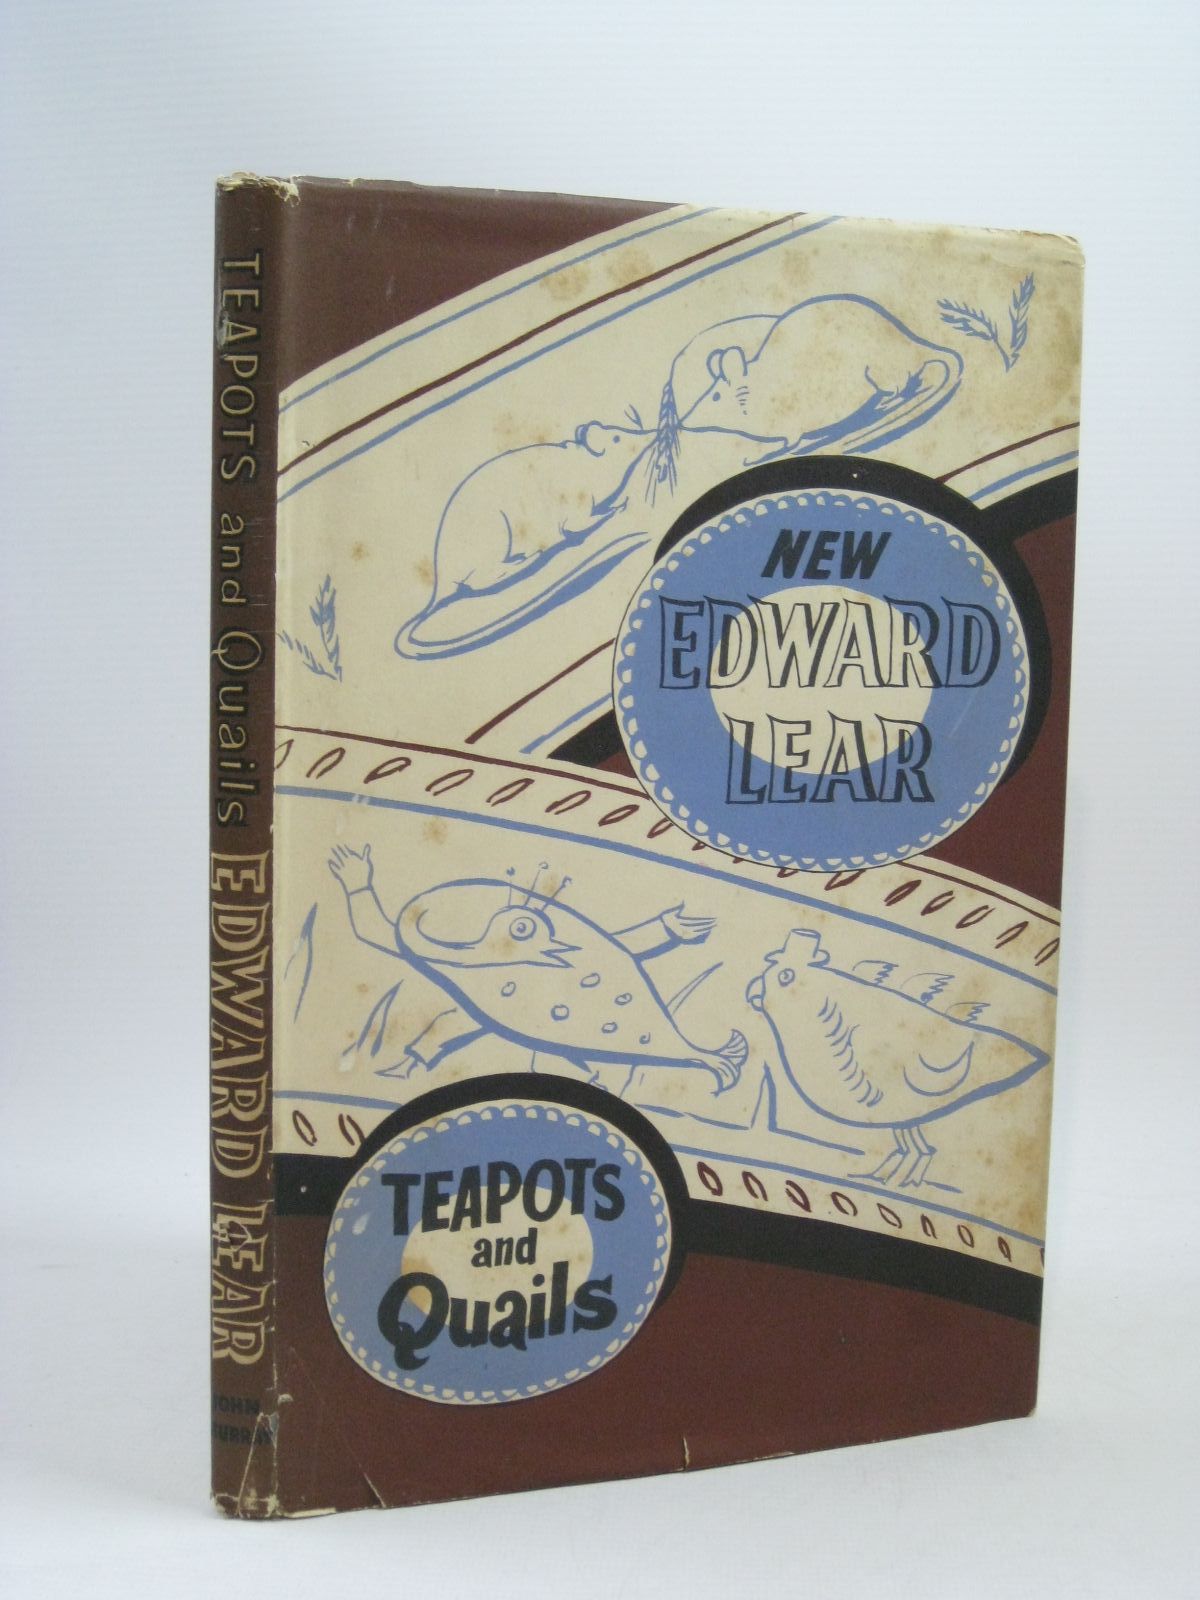 TEAPOTS and Quails EDWARD LEAR
JOHN
MURRAY
NEW
EDWARD
LEAR
TEAPOTS
and
Quails